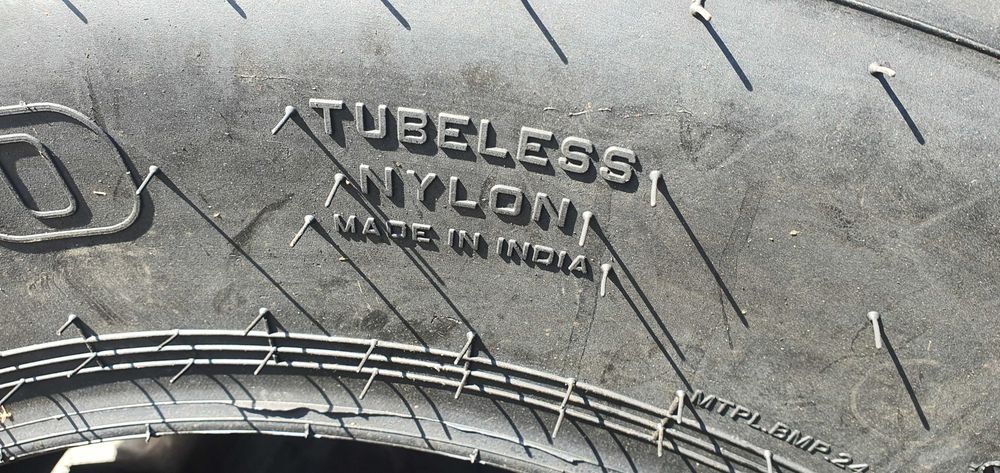 TUBELESS
NYLON
MADE IN INDIA
MTPL.BMP-24